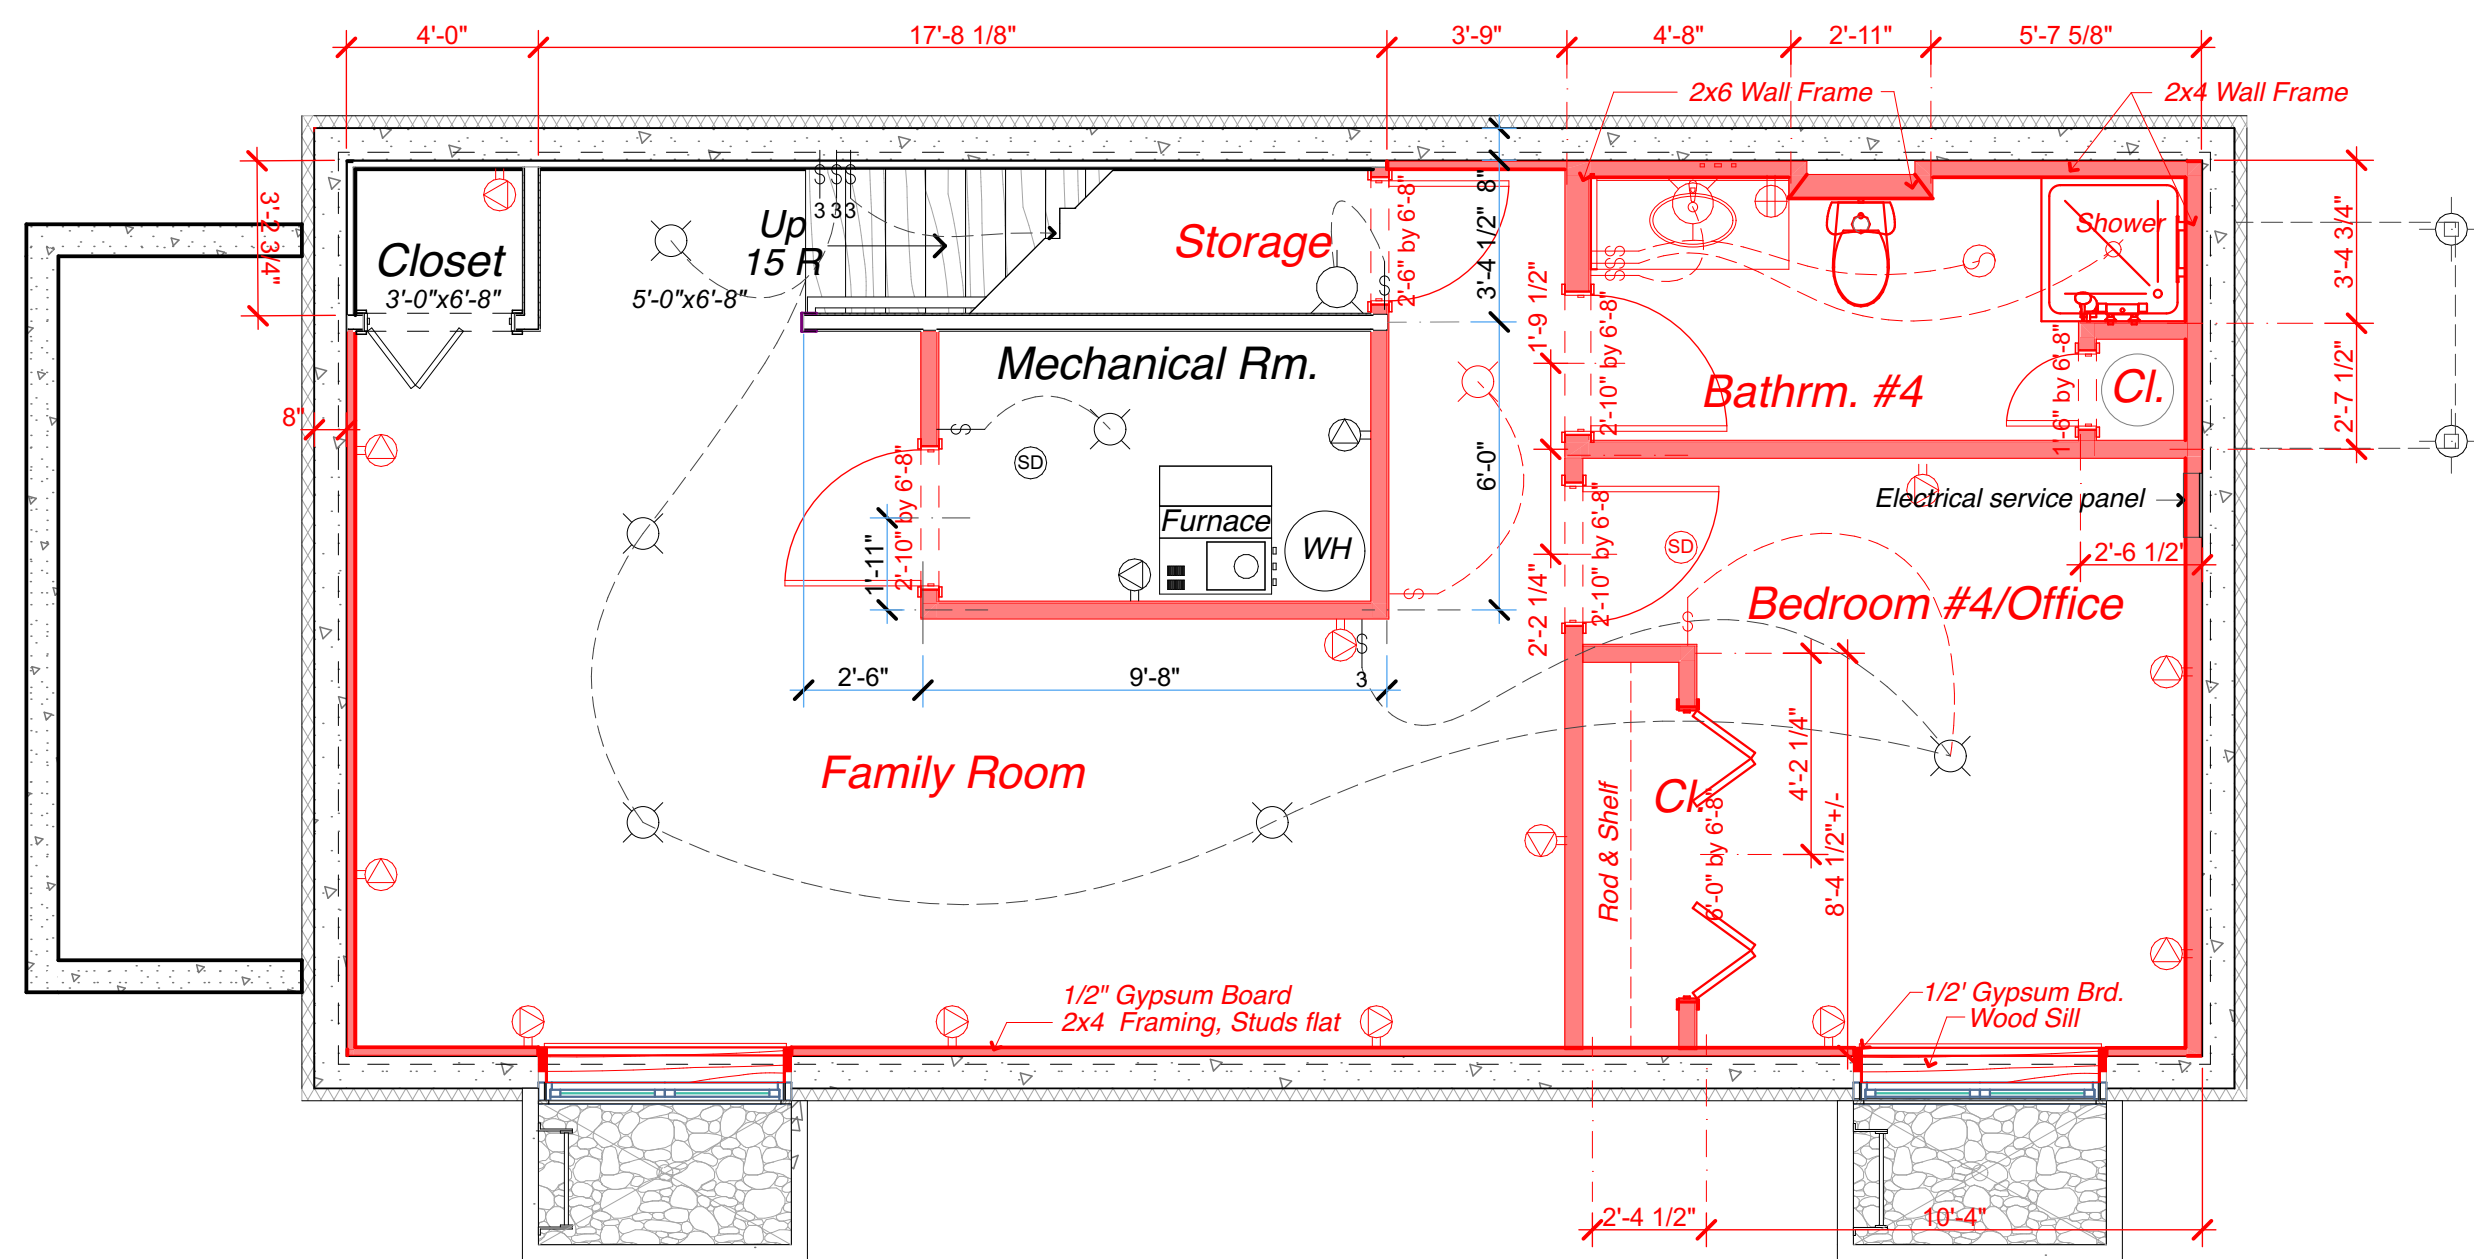 4'-0"
17'-8 1/8"
3'-9"
4'-8"
2'-11"
5'-7 5/8"
2x6 Wall Frame
2x4 Wall Frame
8"
3'-2 3/4"
Closet
3'-0"x6'-8"
5'-0"x6'-8"
Up
15 R
S S S
3 3 3
Storage
2'-6" by 6'-8"
S
3'-4 1/2"
1'-9 1/2"
SSS
Shower
3'-4 3/4"
Mechanical Rm.
2'-10" by 6'-8"
Bathrm. #4
1'-6" by 6'-8"
Cl.
2'-7 1/2"
8"
S
SD
6'-0"
Furnace
WH
2'-10" by 6'-8"
1'-11"
2'-10" by 6'-8"
SD
Electrical service panel
2'-6 1/2"
S
2'-2 1/4"
Bedroom #4/Office
S
S
3
2'-6"
9'-8"
Family Room
Rod & Shelf
Cl.
6'-0" by 6'-8"
4'-2 1/4"
8'-4 1/2"+/-
1/2" Gypsum Board
2x4 Framing, Studs flat
1/2' Gypsum Brd.
Wood Sill
2'-4 1/2"
10'-4"